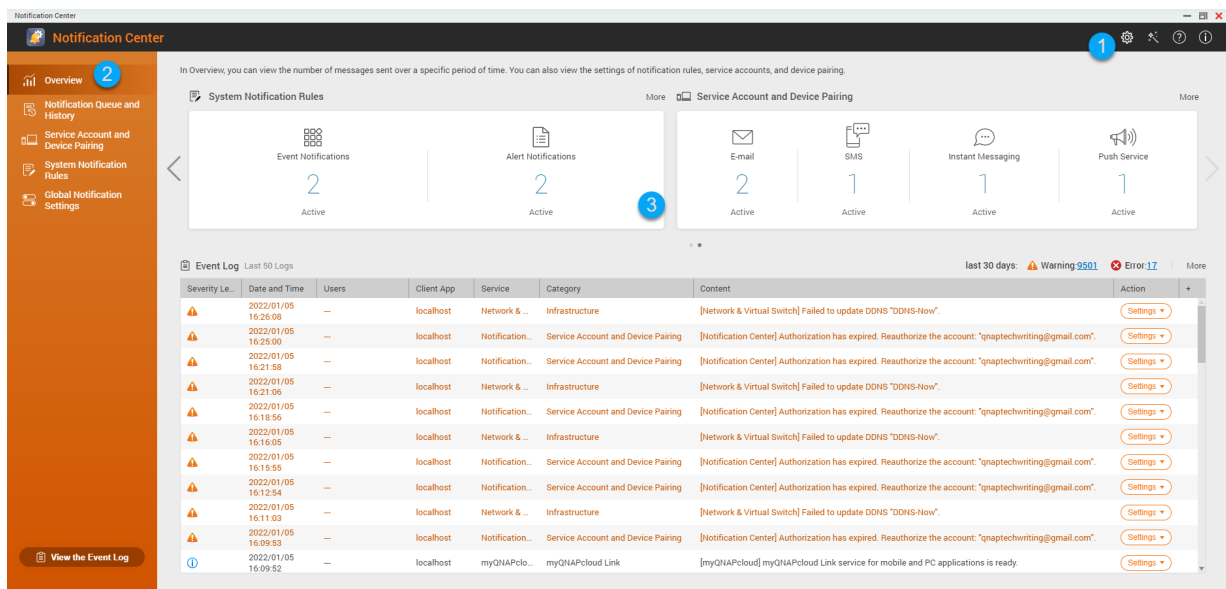 Notification Center
Notification Center
1
Overview
2
Notification Queue and
History
Service Account and
Device Pairing
System Notification
Rules
Global Notification
Settings
View the Event Log
In Overview, you can view the number of messages sent over a specific period of time. You can also view the settings of notification rules, service accounts, and device pairing.
System Notification Rules More
Event Notifications Alert Notifications
2 2
Active Active
3
Service Account and Device Pairing More
E-mail SMS Instant Messaging Push Service
2 1 1 1
Active Active Active Active
Event Log Last 50 Logs last 30 days: Warning:9501 Error:17 More
Severity Le... Date and Time Users Client App Service Category Content Action +
2022/01/05
16:26:08 --- localhost Network & ... Infrastructure [Network & Virtual Switch] Failed to update DDNS "DDNS-Now". Settings
2022/01/05
16:25:00 --- localhost Notification... Service Account and Device Pairing [Notification Center] Authorization has expired. Reauthorize the account: "qnaptechwriting@gmail.com". Settings
2022/01/05
16:21:58 --- localhost Notification... Service Account and Device Pairing [Notification Center] Authorization has expired. Reauthorize the account: "qnaptechwriting@gmail.com". Settings
2022/01/05
16:21:06 --- localhost Network & ... Infrastructure [Network & Virtual Switch] Failed to update DDNS "DDNS-Now". Settings
2022/01/05
16:18:56 --- localhost Notification... Service Account and Device Pairing [Notification Center] Authorization has expired. Reauthorize the account: "qnaptechwriting@gmail.com". Settings
2022/01/05
16:16:05 --- localhost Network & ... Infrastructure [Network & Virtual Switch] Failed to update DDNS "DDNS-Now". Settings
2022/01/05
16:15:55 --- localhost Notification... Service Account and Device Pairing [Notification Center] Authorization has expired. Reauthorize the account: "qnaptechwriting@gmail.com". Settings
2022/01/05
16:12:54 --- localhost Notification... Service Account and Device Pairing [Notification Center] Authorization has expired. Reauthorize the account: "qnaptechwriting@gmail.com". Settings
2022/01/05
16:11:03 --- localhost Network & ... Infrastructure [Network & Virtual Switch] Failed to update DDNS "DDNS-Now". Settings
2022/01/05
16:09:53 --- localhost Notification... Service Account and Device Pairing [Notification Center] Authorization has expired. Reauthorize the account: "qnaptechwriting@gmail.com". Settings
2022/01/05
16:09:52 --- localhost myQNAPclo... myQNAPcloud Link [myQNAPcloud] myQNAPcloud Link service for mobile and PC applications is ready. Settings